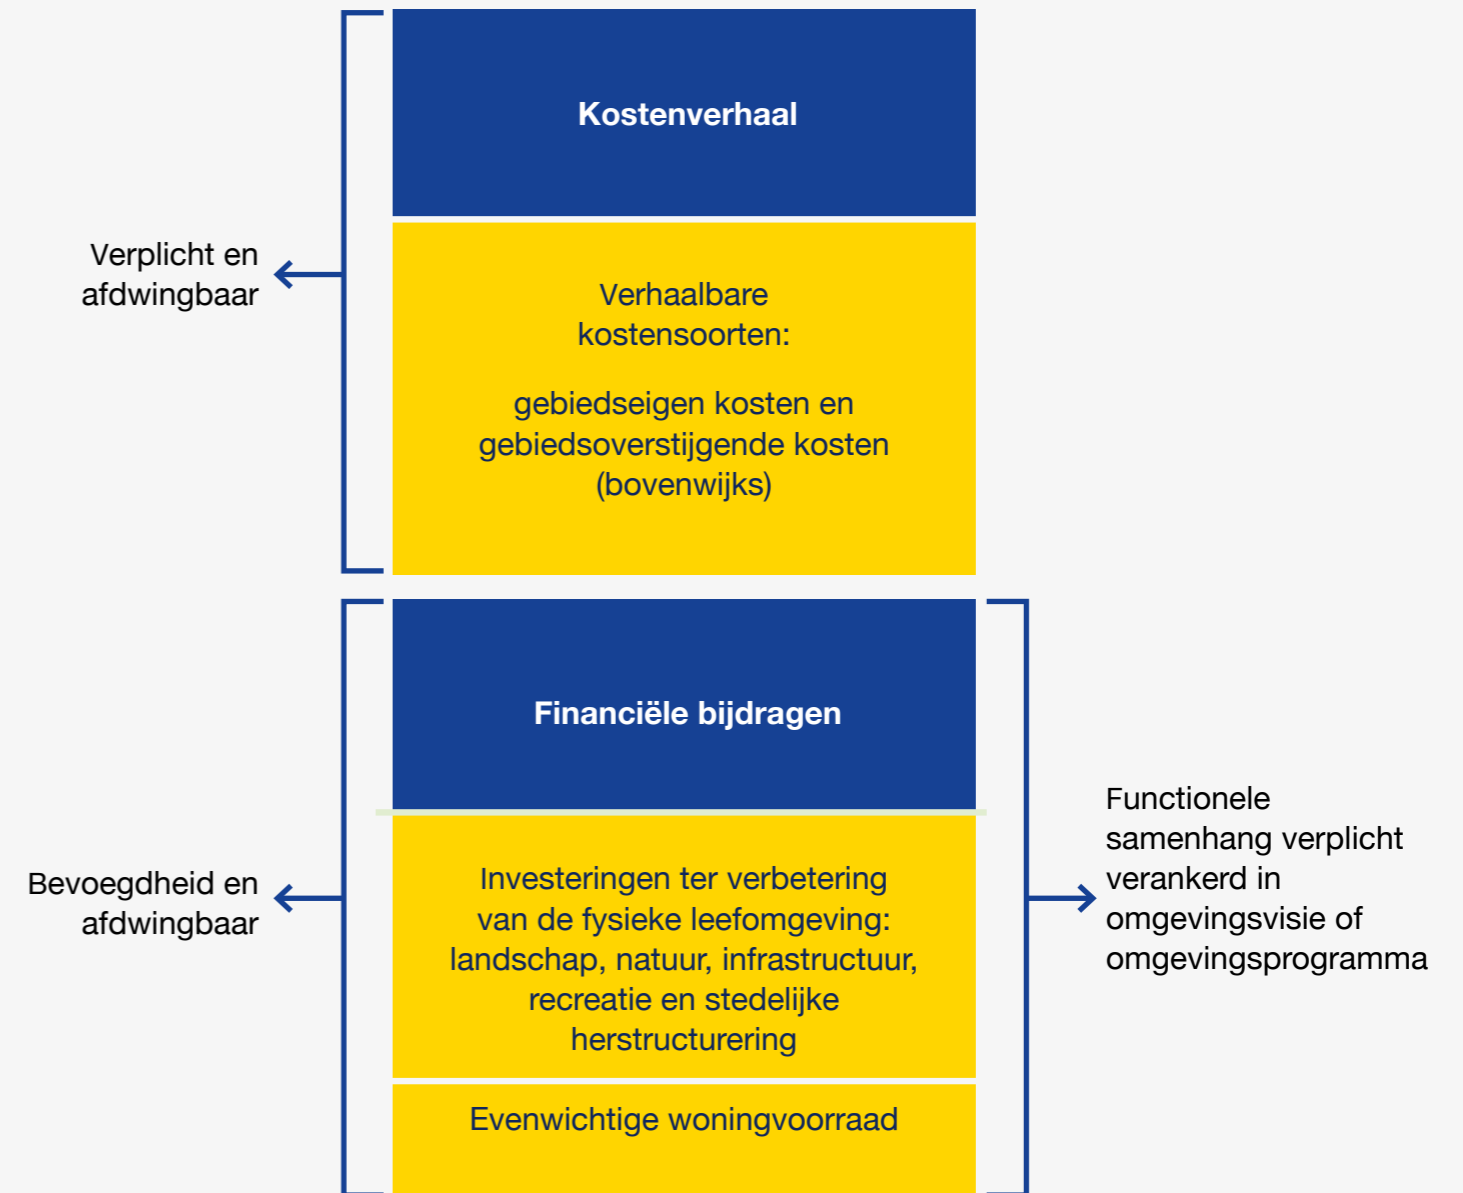 Kostenverhaal
Verplicht en
afdwingbaar
Verhaalbare
kostensoorten:
gebiedseigen kosten en
gebiedsoverstijgende kosten
(bovenwijks)
Financiële bijdragen
Bevoegdheid en
afdwingbaar
Investeringen ter verbetering
van de fysieke leefomgeving:
landschap, natuur, infrastructuur,
recreatie en stedelijke
herstructurering
Evenwichtige woningvoorraad
Functionele
samenhang verplicht
verankerd in
omgevingsvisie of
omgevingsprogramma